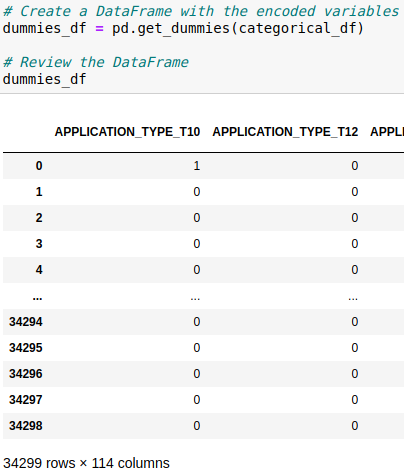 # Create a DataFrame with the encoded variables
dummies_df = pd.get_dummies(categorical_df)
# Review the DataFrame
dummies_df
APPLICATION_TYPE_T10 APPLICATION_TYPE_T12 APPLI
0 1 0
1 0 0
2 0 0
3 0 0
4 0 0
... ... ...
34294 0 0
34295 0 0
34296 0 0
34297 0 0
34298 0 0
34299 rows × 114 columns